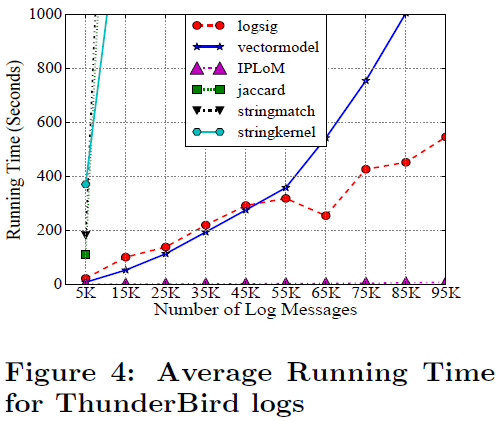 1000
800
600
400
200
0
Running Time (Seconds)
logsig
vectormodel
IPLoM
jaccard
stringmatch
stringkernel
5K 15K 25K 35K 45K 55K 65K 75K 85K 95K
Number of Log Messages
Figure 4: Average Running Time
for ThunderBird logs